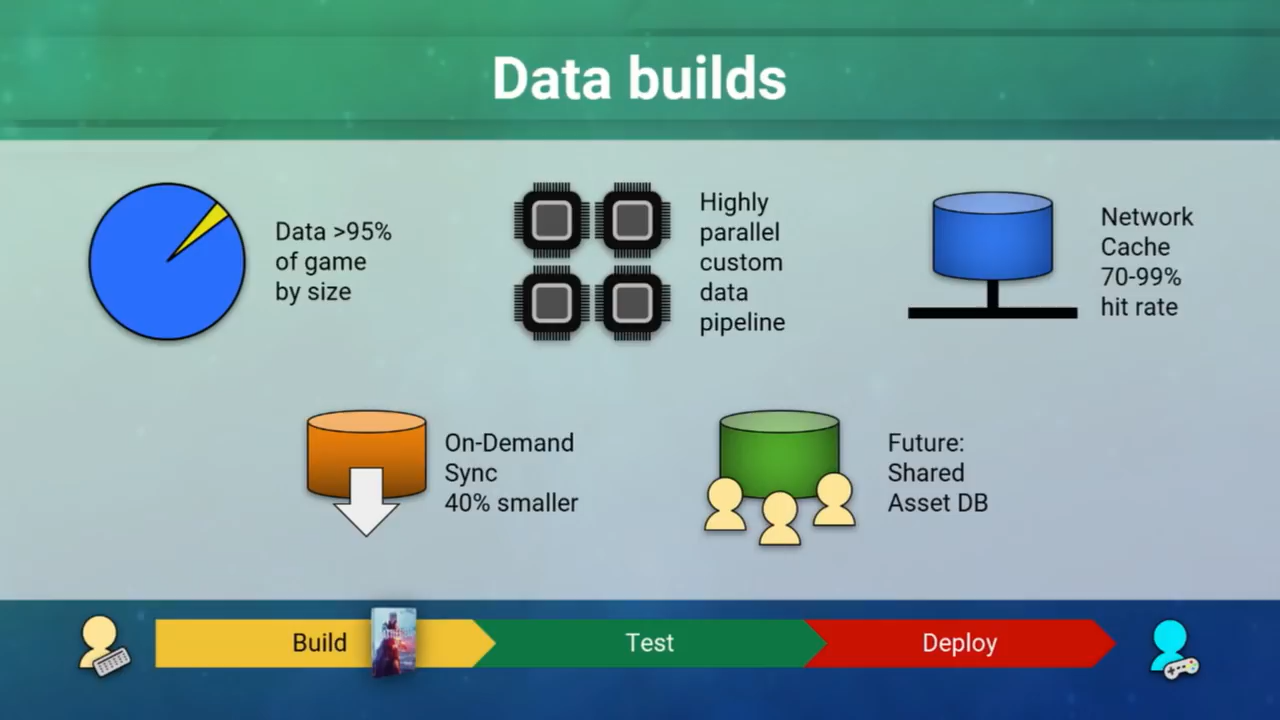 Data builds
Data >95%
of game
by size
Highly
parallel
custom
data
pipeline
Network
Cache
70-99%
hit rate
On-Demand
Sync
40% smaller
Future:
Shared
Asset DB
Build
Test
Deploy